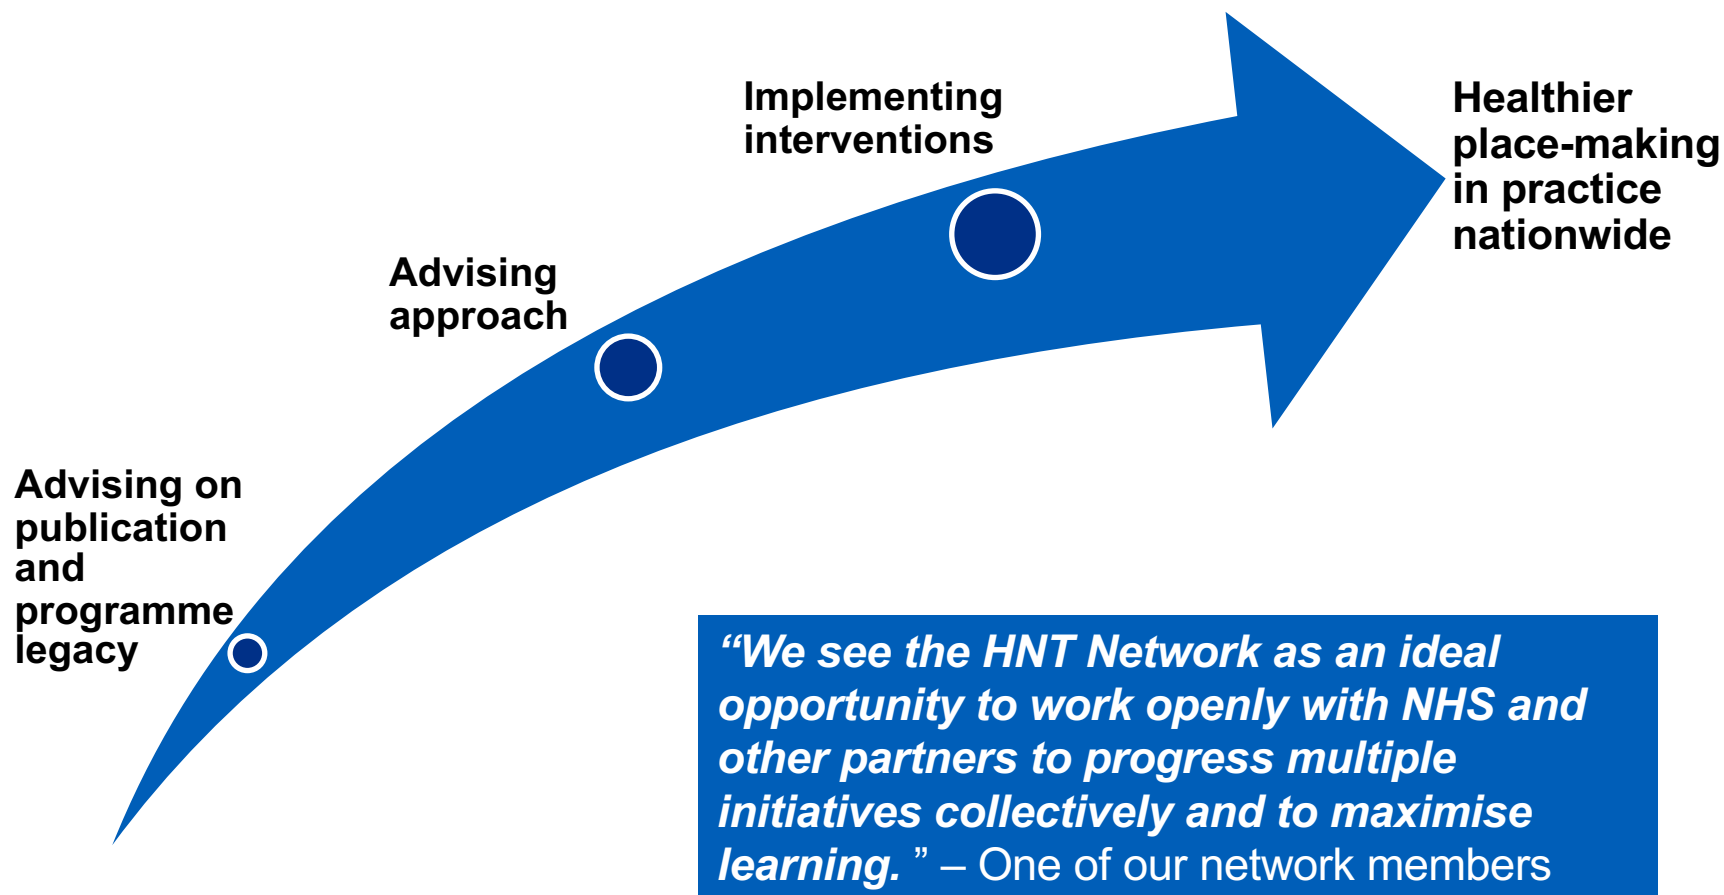 Implementing
interventions
Healthier
place-making
in practice
nationwide
Advising
approach
Advising on
publication
and
programme
legacy
“We see the HNT Network as an ideal
opportunity to work openly with NHS and
other partners to progress multiple
initiatives collectively and to maximise
learning. ” – One of our network members